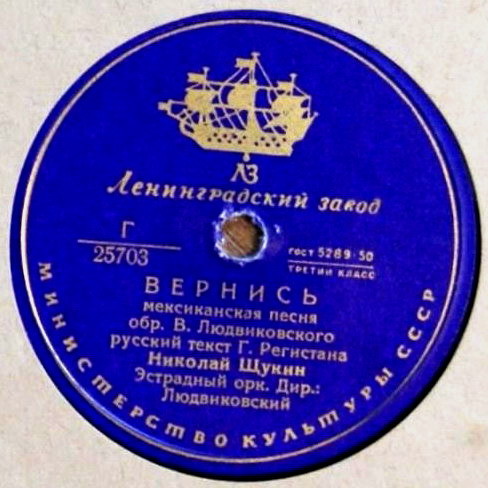 ЛЗ
Ленинградский завод
Г
25703
ГОСТ 5289-50
ТРЕТИЙ КЛАСС
ВЕРНИСЬ
мексиканская песня
обр. В. Людвиковского
русский текст Г. Регистана
Николай Щукин
Эстрадный орк. Дир.:
Людвиковский
МИНИСТЕРСТВО КУЛЬТУРЫ СССР